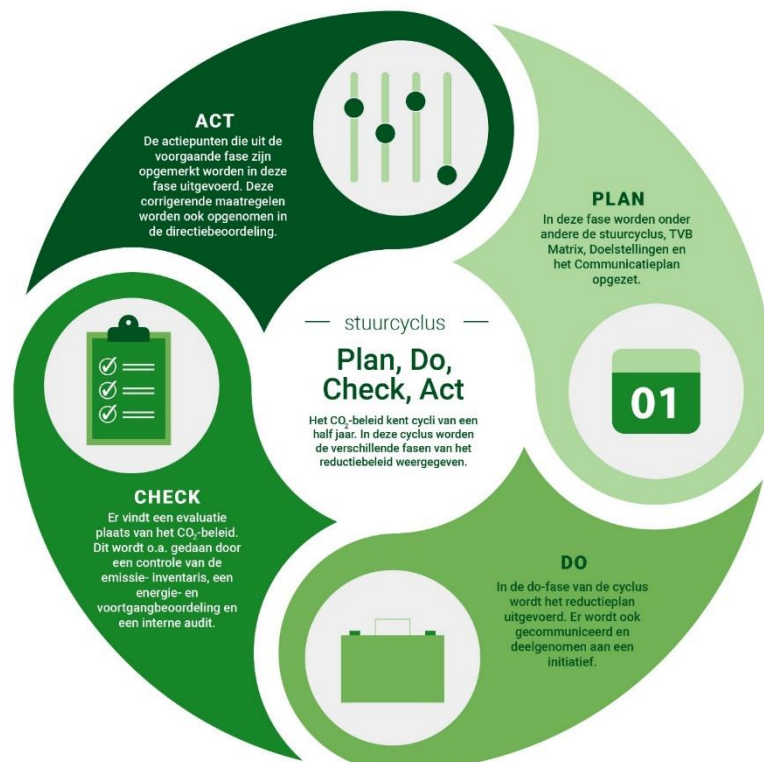 stuurcyclus
Plan, Do,
Check, Act
Het CO₂-beleid kent cycli van een
half jaar. In deze cyclus worden
de verschillende fasen van het
reductiebeleid weergegeven.
PLAN
In deze fase worden onder
andere de stuurcyclus, TVB
Matrix, Doelstellingen en
het Communicatieplan
opgezet.
01
DO
In de do-fase van de cyclus
wordt het reductieplan
uitgevoerd. Er wordt ook
gecommuniceerd en
deelgenomen aan een
initiatief.
CHECK
Er vindt een evaluatie
plaats van het CO₂-beleid.
Dit wordt o.a. gedaan door
een controle van de
emissie- inventaris, een
energie- en
voortgangbeoordeling en
een interne audit.
ACT
De actiepunten die uit de
voorgaande fase zijn
opgemerkt worden in deze
fase uitgevoerd. Deze
corrigerende maatregelen
worden ook opgenomen in
de directiebeoordeling.